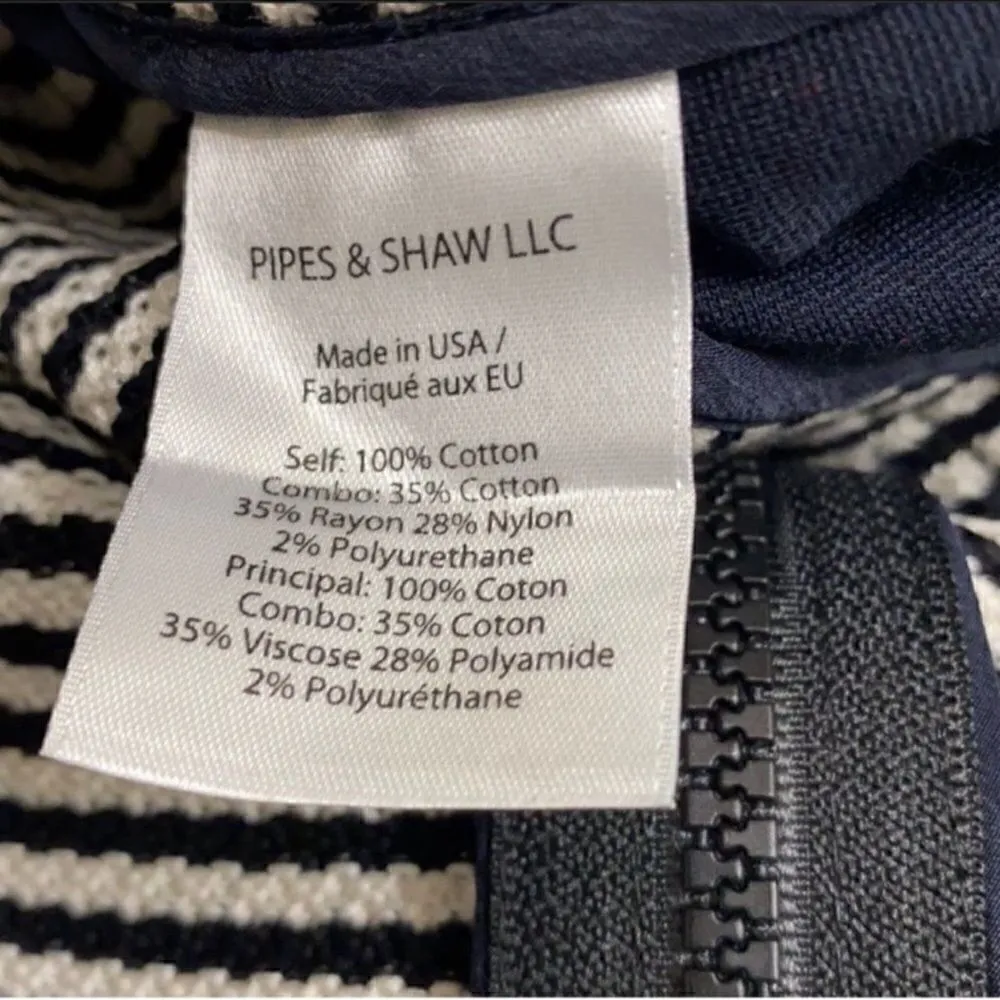 PIPES & SHAW LLC
Made in USA /
Fabriqué aux EU
Self: 100% Cotton
Combo: 35% Cotton
35% Rayon 28% Nylon
2% Polyurethane
Principal: 100% Coton
Combo: 35% Coton
35% Viscose 28% Polyamide
2% Polyuréthane